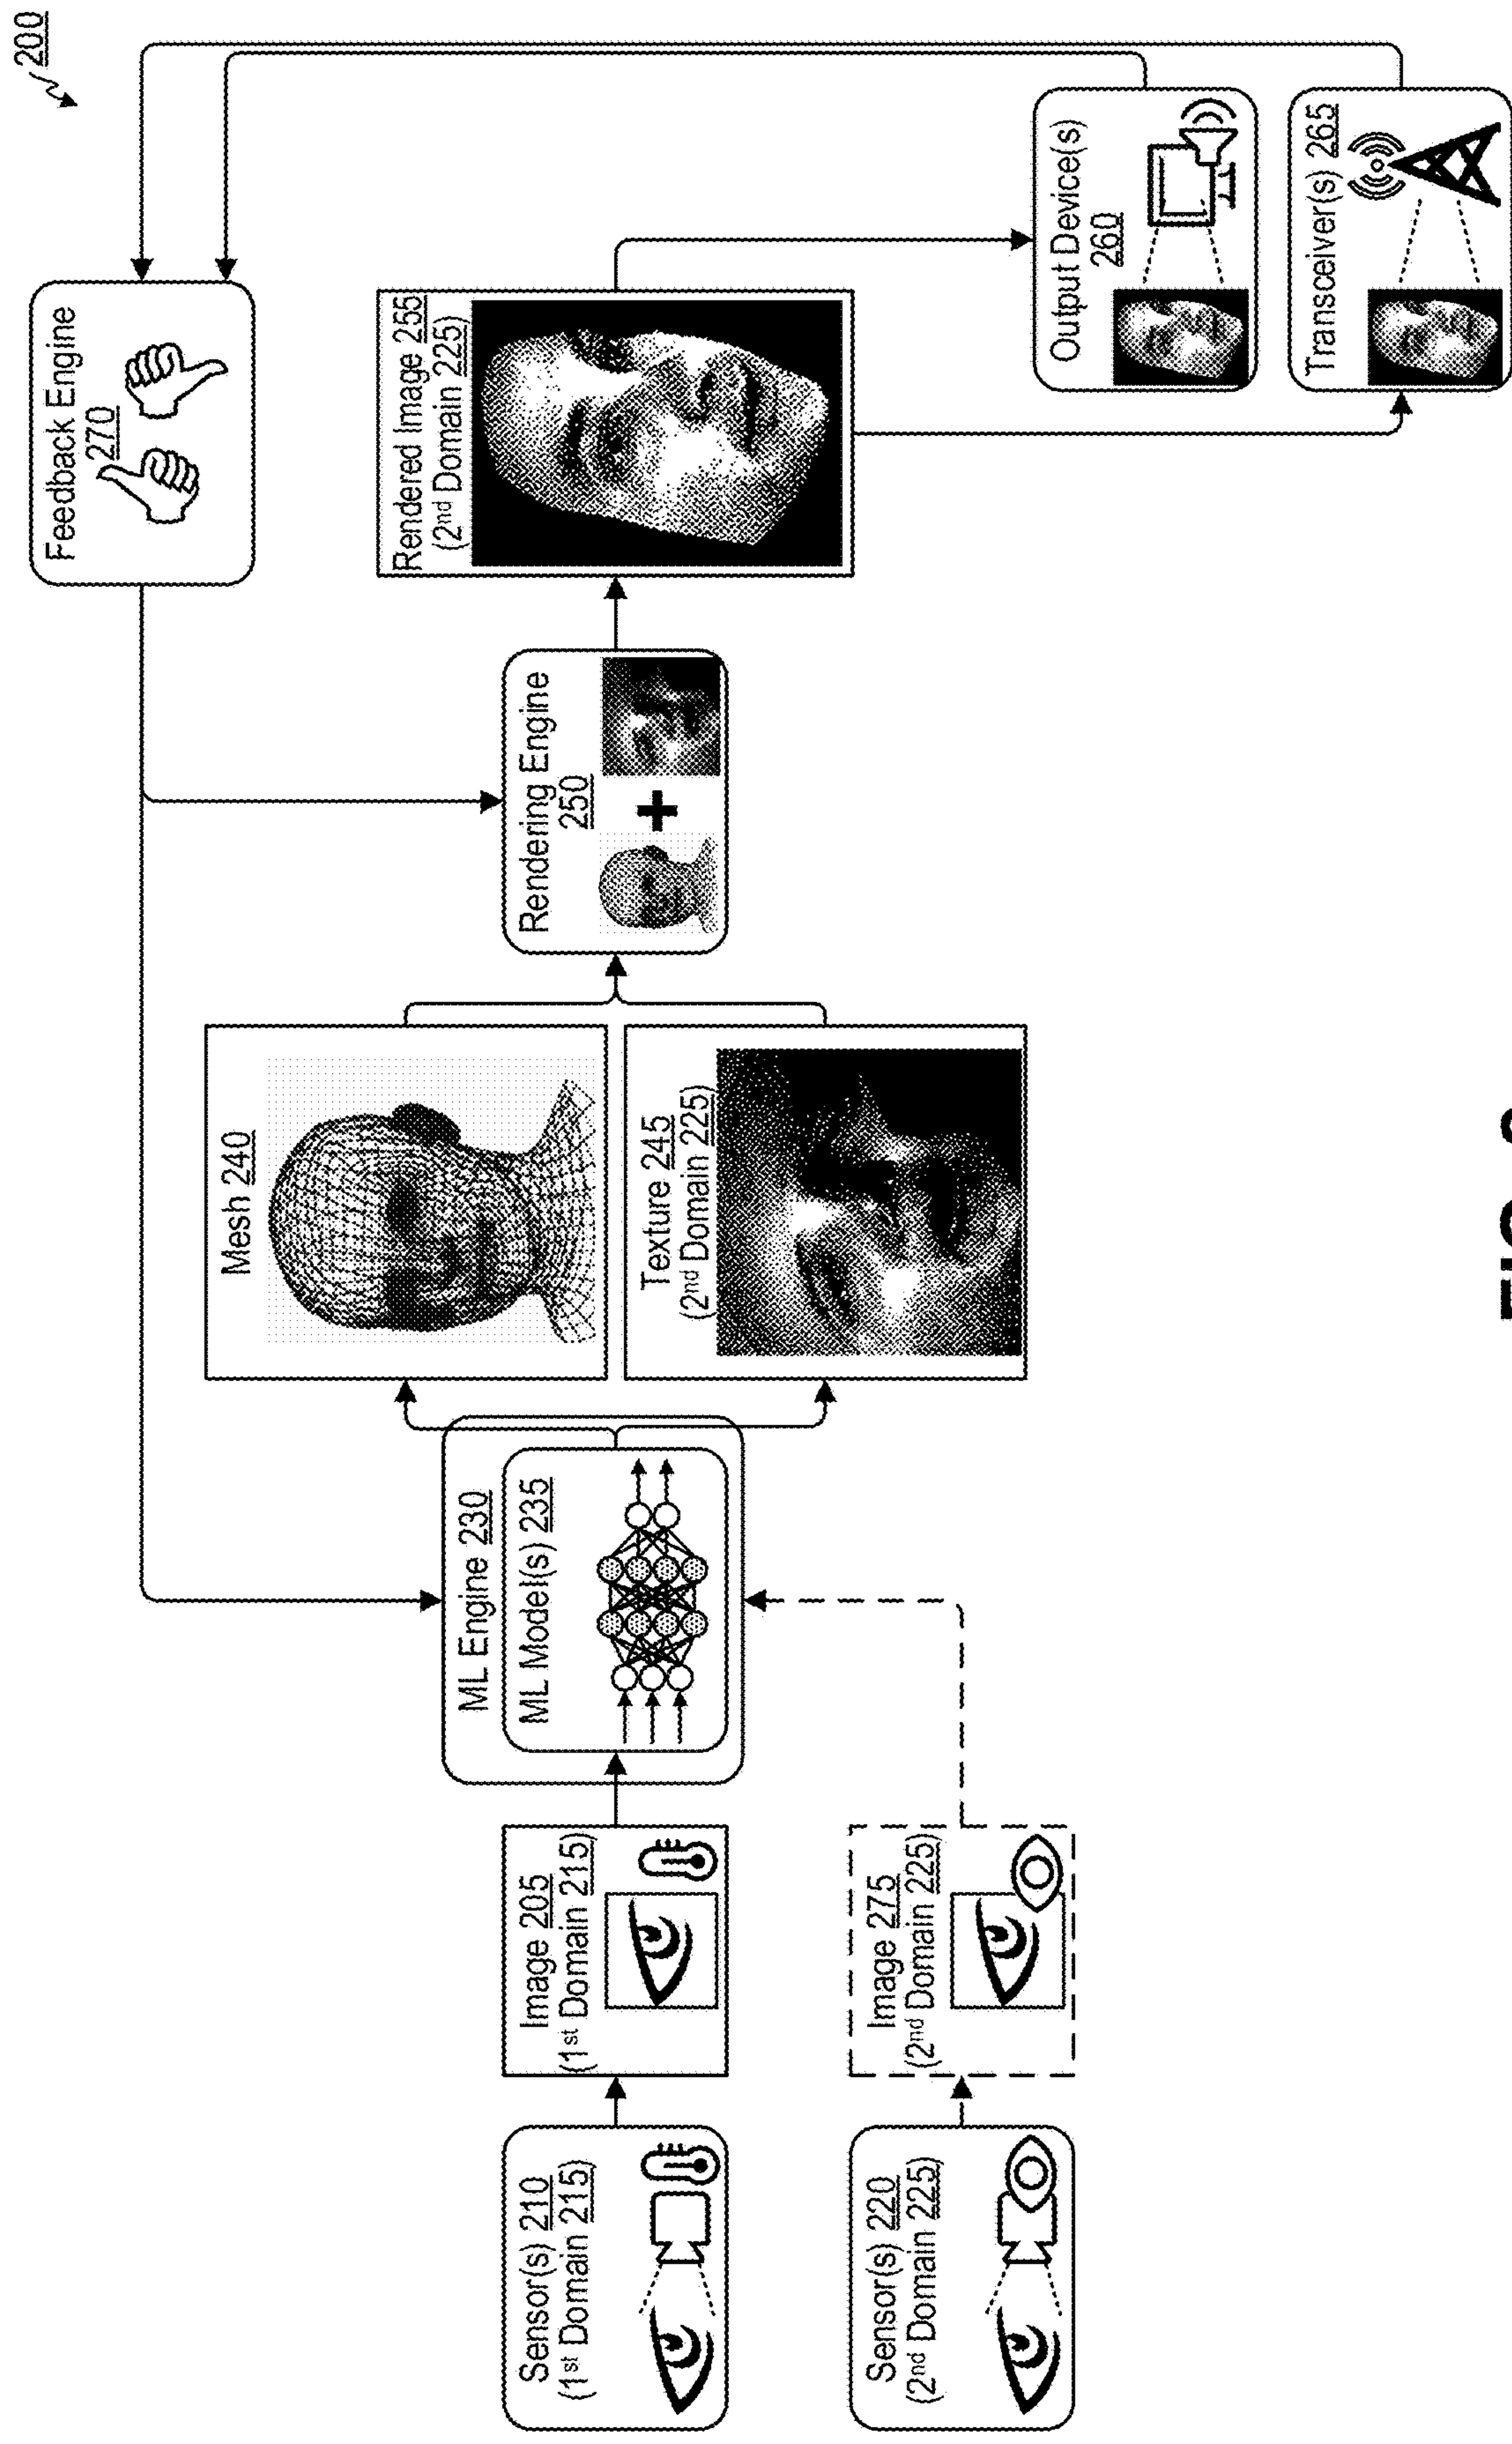 200
Sensor(s) 210
(1st Domain 215)
Image 205
(1st Domain 215)
ML Engine 230
ML Model(s) 235
Mesh 240
Texture 245
(2nd Domain 225)
Rendering Engine
250
Rendered Image 255
(2nd Domain 225)
Feedback Engine
270
Output Device(s)
260
Transceiver(s) 265
Sensor(s) 220
(2nd Domain 225)
Image 275
(2nd Domain 225)